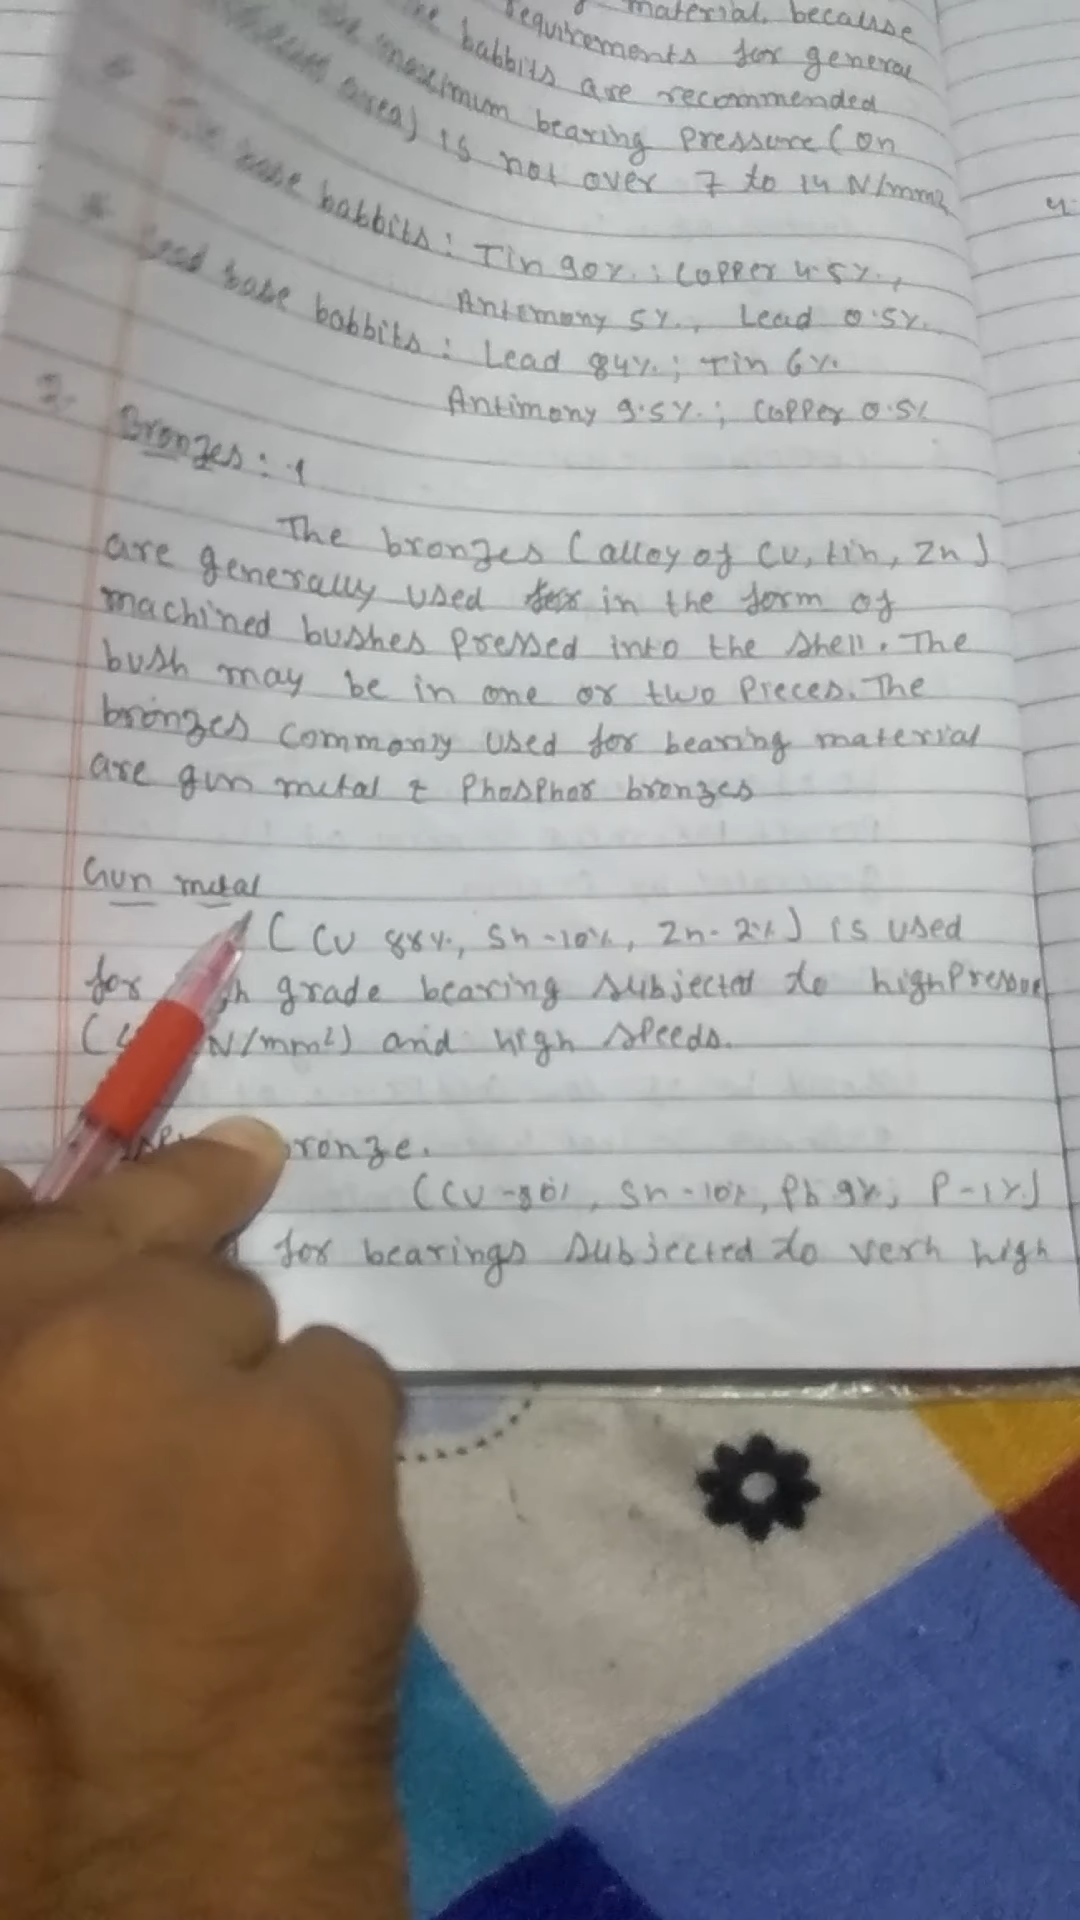 material, because
requirements for general
babbits are recommended
maximum bearing pressure (on
area) is not over 7 to 14 N/mm2
base babbits : Tin 90%. ; Copper 4.5%.,
Antimony 5%., Lead 0.5%.
Lead base babbits : Lead 84%. ; Tin 6%.
Antimony 9.5%. ; Copper 0.5%
2. Bronzes : -
The bronzes (alloy of Cu, tin, Zn)
are generally used in the form of
machined bushes pressed into the shell. The
bush may be in one or two pieces. The
bronzes commonly used for bearing material
are gun metal & Phosphor bronzes
Gun metal
(Cu 88%., Sn -10%, Zn - 2%) is used
for grade bearing subjected to high Pressure
N/mm2) and high speeds.
bronze.
(Cu -80%, Sn -10%, Pb 9%, P -1%)
for bearings subjected to verh high